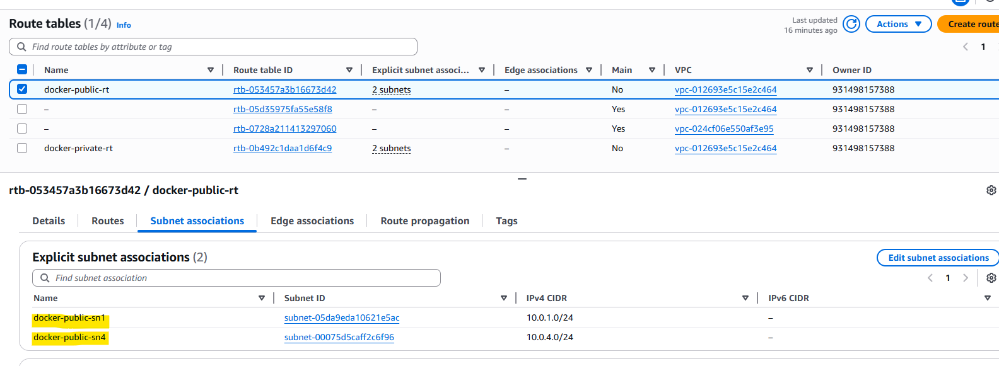 Route tables (1/4) Info
Last updated
16 minutes ago
Actions
Create route
Find route tables by attribute or tag
1
Name Route table ID Explicit subnet associ... Edge associations Main VPC Owner ID
docker-public-rt rtb-053457a3b16673d42 2 subnets – No vpc-012693e5c15e2c464 931498157388
– rtb-05d35975fa55e58f8 – – Yes vpc-012693e5c15e2c464 931498157388
– rtb-0728a211413297060 – – Yes vpc-024cf06e550af3e95 931498157388
docker-private-rt rtb-0b492c1daa1d6f4c9 2 subnets – No vpc-012693e5c15e2c464 931498157388
rtb-053457a3b16673d42 / docker-public-rt
Details Routes Subnet associations Edge associations Route propagation Tags
Explicit subnet associations (2)
Edit subnet associations
Find subnet association
1
Name Subnet ID IPv4 CIDR IPv6 CIDR
docker-public-sn1 subnet-05da9eda10621e5ac 10.0.1.0/24 –
docker-public-sn4 subnet-00075d5caff2c6f96 10.0.4.0/24 –